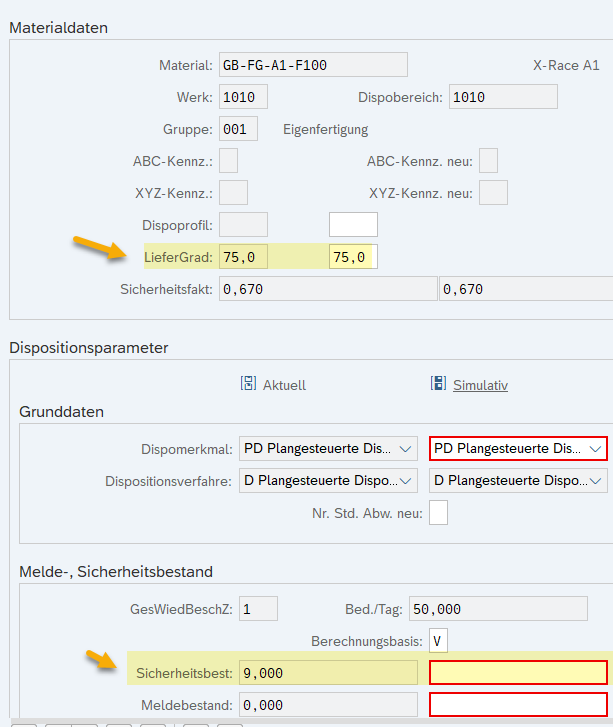 Materialdaten
Material: GB-FG-A1-F100 X-Race A1
Werk: 1010 Dispobereich: 1010
Gruppe: 001 Eigenfertigung
ABC-Kennz.: ABC-Kennz. neu:
XYZ-Kennz.: XYZ-Kennz. neu:
Dispoprofil:
LieferGrad: 75,0 75,0
Sicherheitsfakt: 0,670 0,670
Dispositionsparameter
Aktuell Simulativ
Grunddaten
Dispomerkmal: PD Plangesteuerte Dis... PD Plangesteuerte Dis...
Dispositionsverfahre: D Plangesteuerte Dispo... D Plangesteuerte Dispo...
Nr. Std. Abw. neu:
Melde-, Sicherheitsbestand
GesWiedBeschZ: 1 Bed./Tag: 50,000
Berechnungsbasis: V
Sicherheitsbest: 9,000
Meldebestand: 0,000